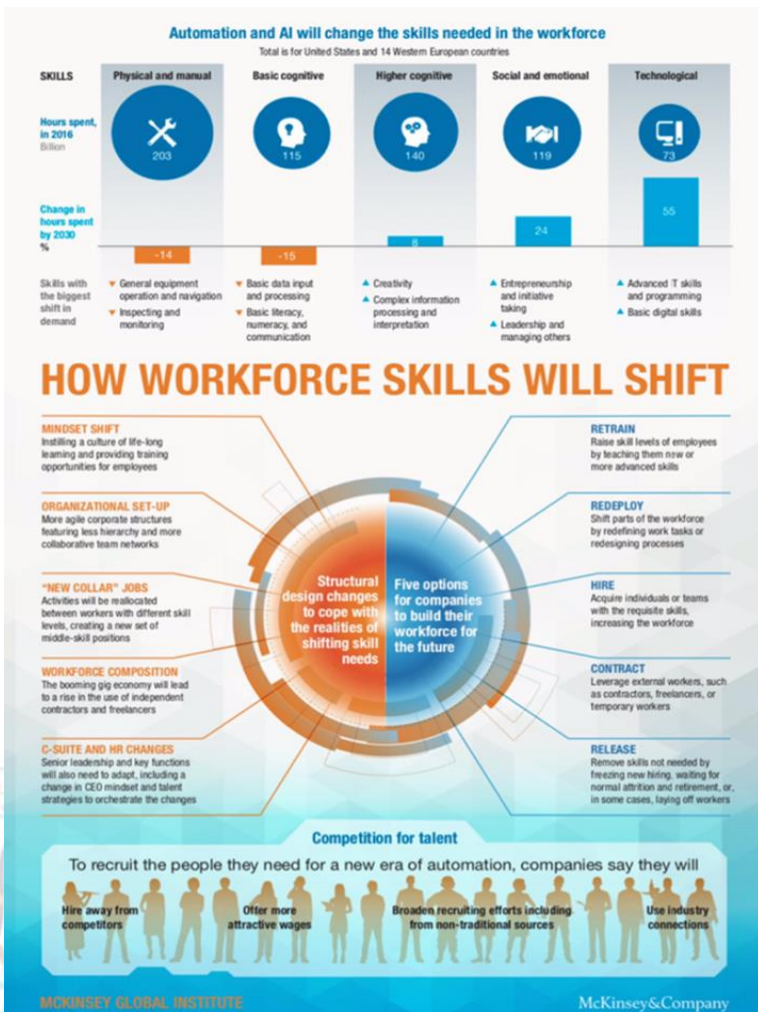 Automation and AI will change the skills needed in the workforce
Total is for United States and 14 Western European countries
SKILLS
Physical and manual
Basic cognitive
Higher cognitive
Social and emotional
Technological
Hours spent,
in 2016
Billion
203
115
140
119
73
Change in
hours spent
by 2030
%
-14
-15
8
24
55
Skills with
the biggest
shift in
demand
General equipment
operation and navigation
Inspecting and
monitoring
Basic data input
and processing
Basic literacy,
numeracy, and
communication
Creativity
Complex information
processing and
interpretation
Entrepreneurship
and initiative
taking
Leadership and
managing others
Advanced IT skills
and programming
Basic digital skills
HOW WORKFORCE SKILLS WILL SHIFT
MINDSET SHIFT
Instilling a culture of life-long
learning and providing training
opportunities for employees
ORGANIZATIONAL SET-UP
More agile corporate structures
featuring less hierarchy and more
collaborative team networks
"NEW COLLAR" JOBS
Activities will be reallocated
between workers with different skill
levels, creating a new set of
middle-skill positions
WORKFORCE COMPOSITION
The booming gig economy will lead
to a rise in the use of independent
contractors and freelancers
C-SUITE AND HR CHANGES
Senior leadership and key functions
will also need to adapt, including a
change in CEO mindset and talent
strategies to orchestrate the changes
Structural
design changes
to cope with
the realities of
shifting skill
needs
Five options
for companies
to build their
workforce for
the future
RETRAIN
Raise skill levels of employees
by teaching them new or
more advanced skills
REDEPLOY
Shift parts of the workforce
by redefining work tasks or
redesigning processes
HIRE
Acquire individuals or teams
with the requisite skills,
increasing the workforce
CONTRACT
Leverage external workers, such
as contractors, freelancers, or
temporary workers
RELEASE
Remove skills not needed by
freezing new hiring, waiting for
normal attrition and retirement, or,
in some cases, laying off workers
Competition for talent
To recruit the people they need for a new era of automation, companies say they will
Hire away from
competitors
Offer more
attractive wages
Broaden recruiting efforts including
from non-traditional sources
Use industry
connections
MCKINSEY GLOBAL INSTITUTE
McKinsey&Company